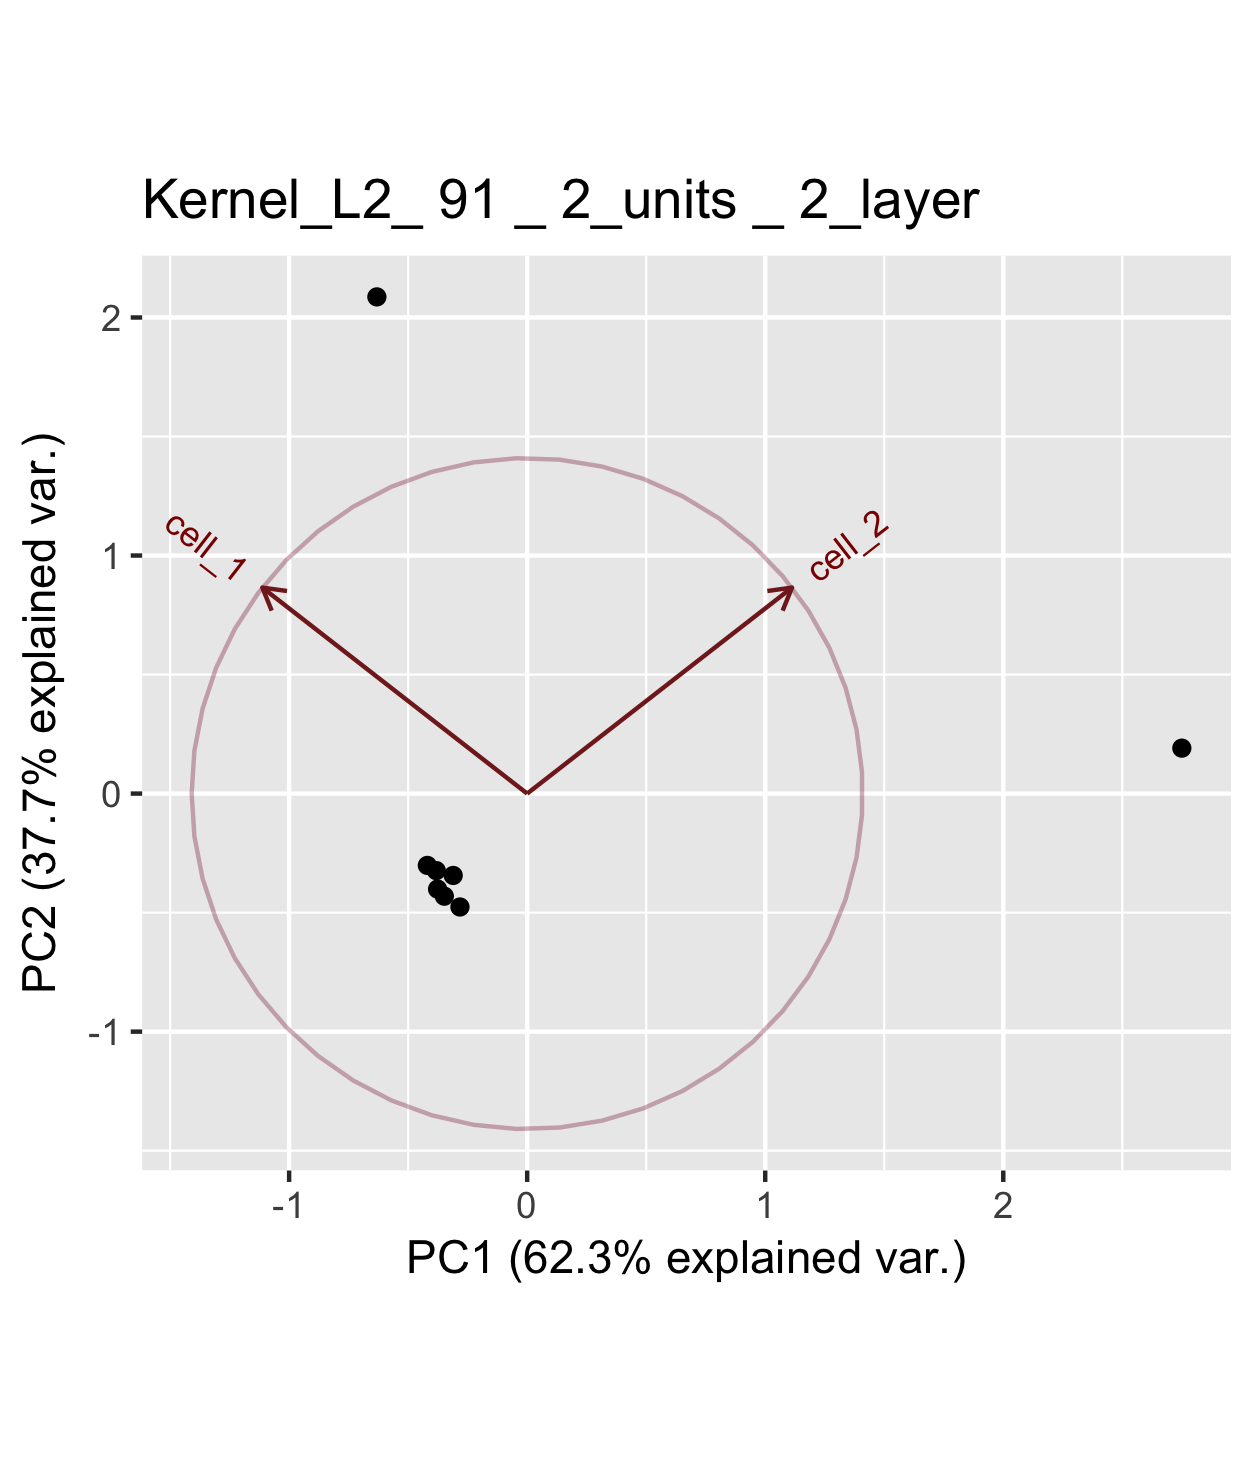 Kernel_L2_ 91 _ 2_units _ 2_layer
2
1
0
-1
PC2 (37.7% explained var.)
cell_1
cell_2
-1
0
1
2
PC1 (62.3% explained var.)